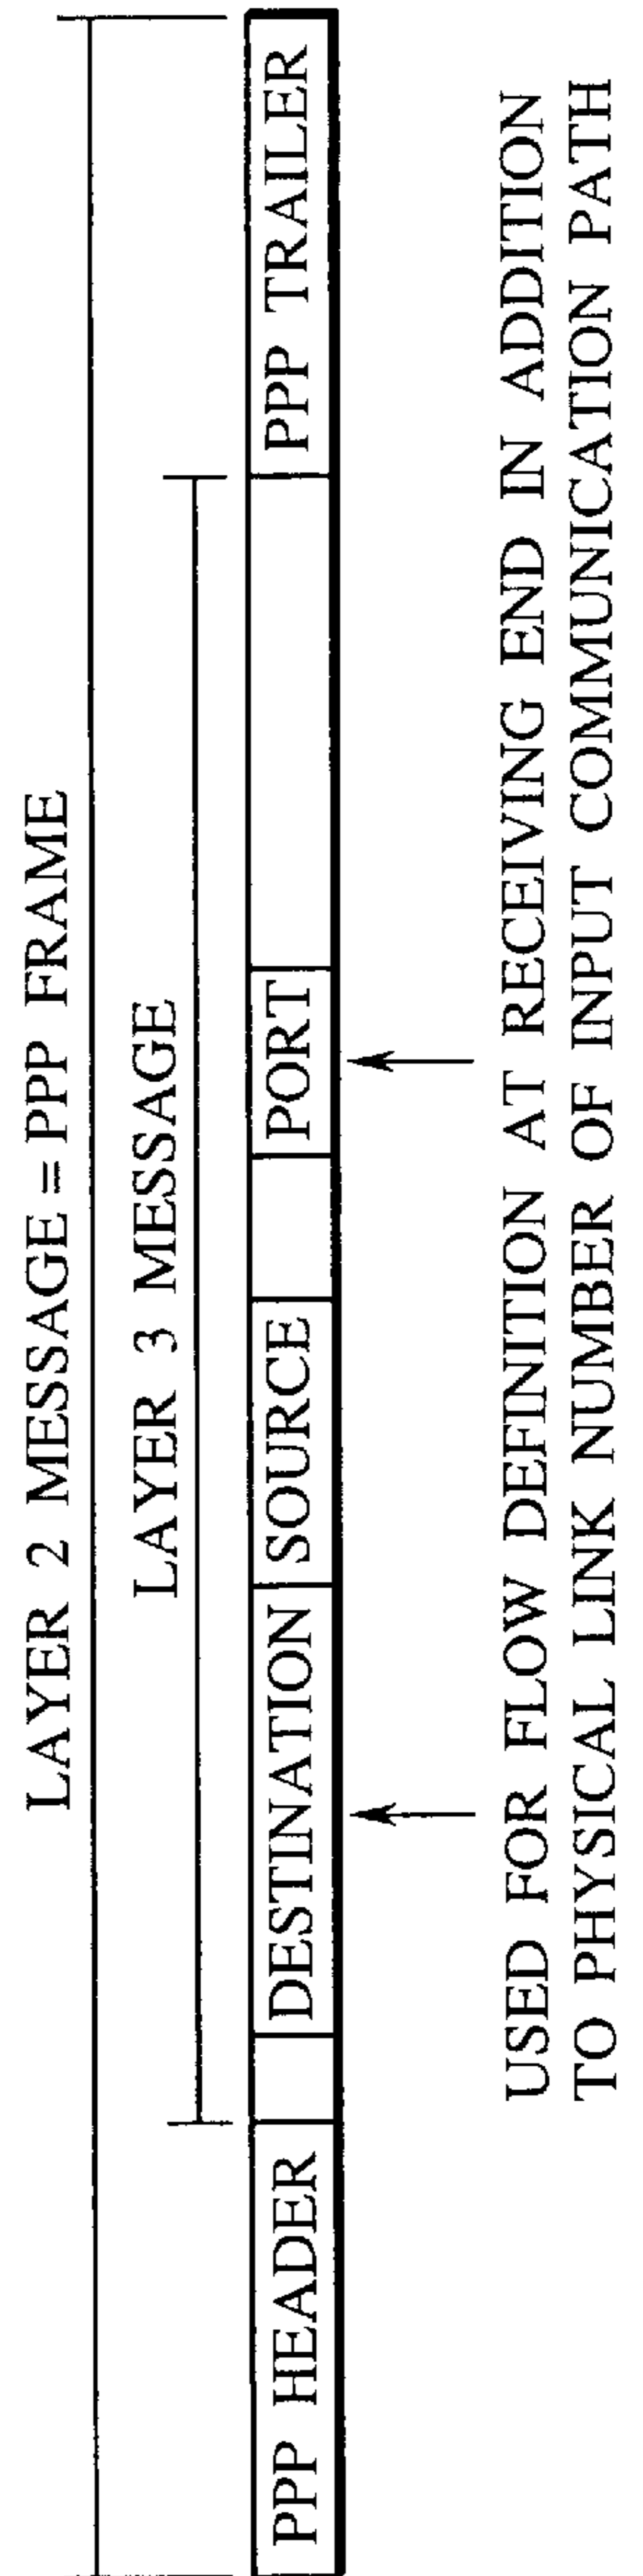 LAYER 2 MESSAGE = PPP FRAME
LAYER 3 MESSAGE
PPP HEADER DESTINATION SOURCE PORT PPP TRAILER
USED FOR FLOW DEFINITION AT RECEIVING END IN ADDITION
TO PHYSICAL LINK NUMBER OF INPUT COMMUNICATION PATH